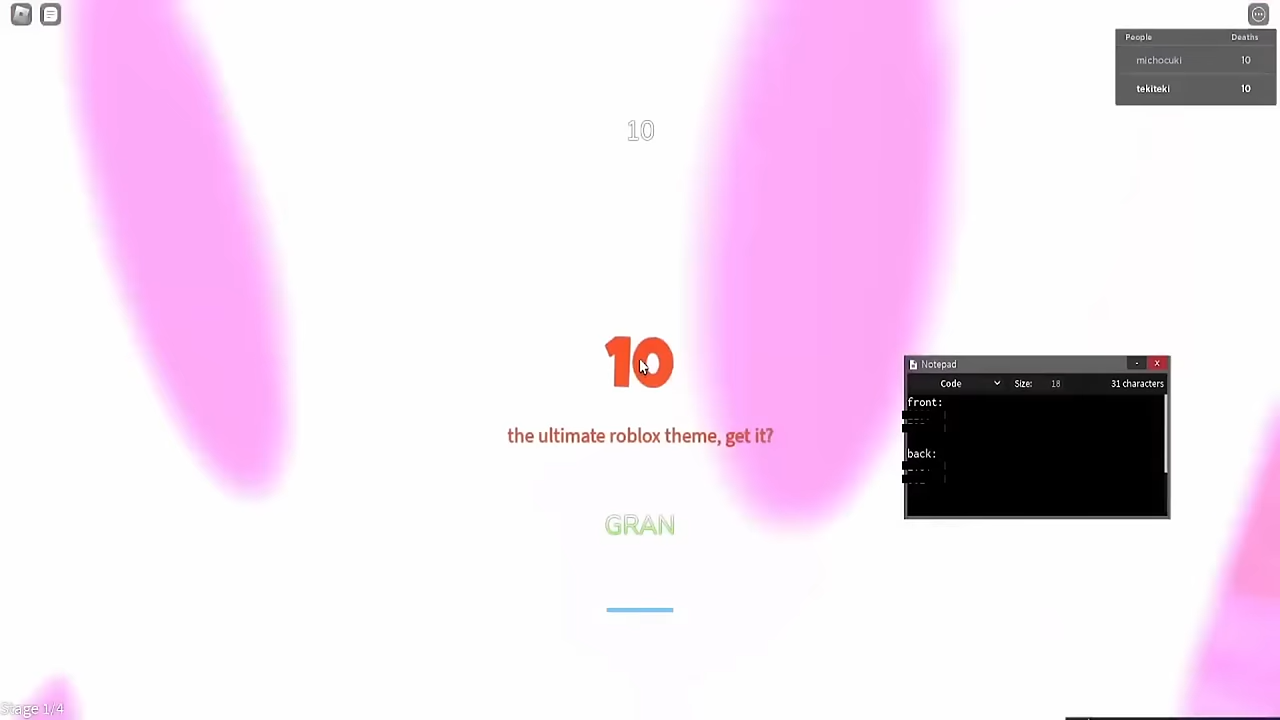 People Deaths
michocuki 10
tekiteki 10
10
10
the ultimate roblox theme, get it?
GRAN
Notepad
Code Size: 18 31 characters
front:
back:
Stage 1/4